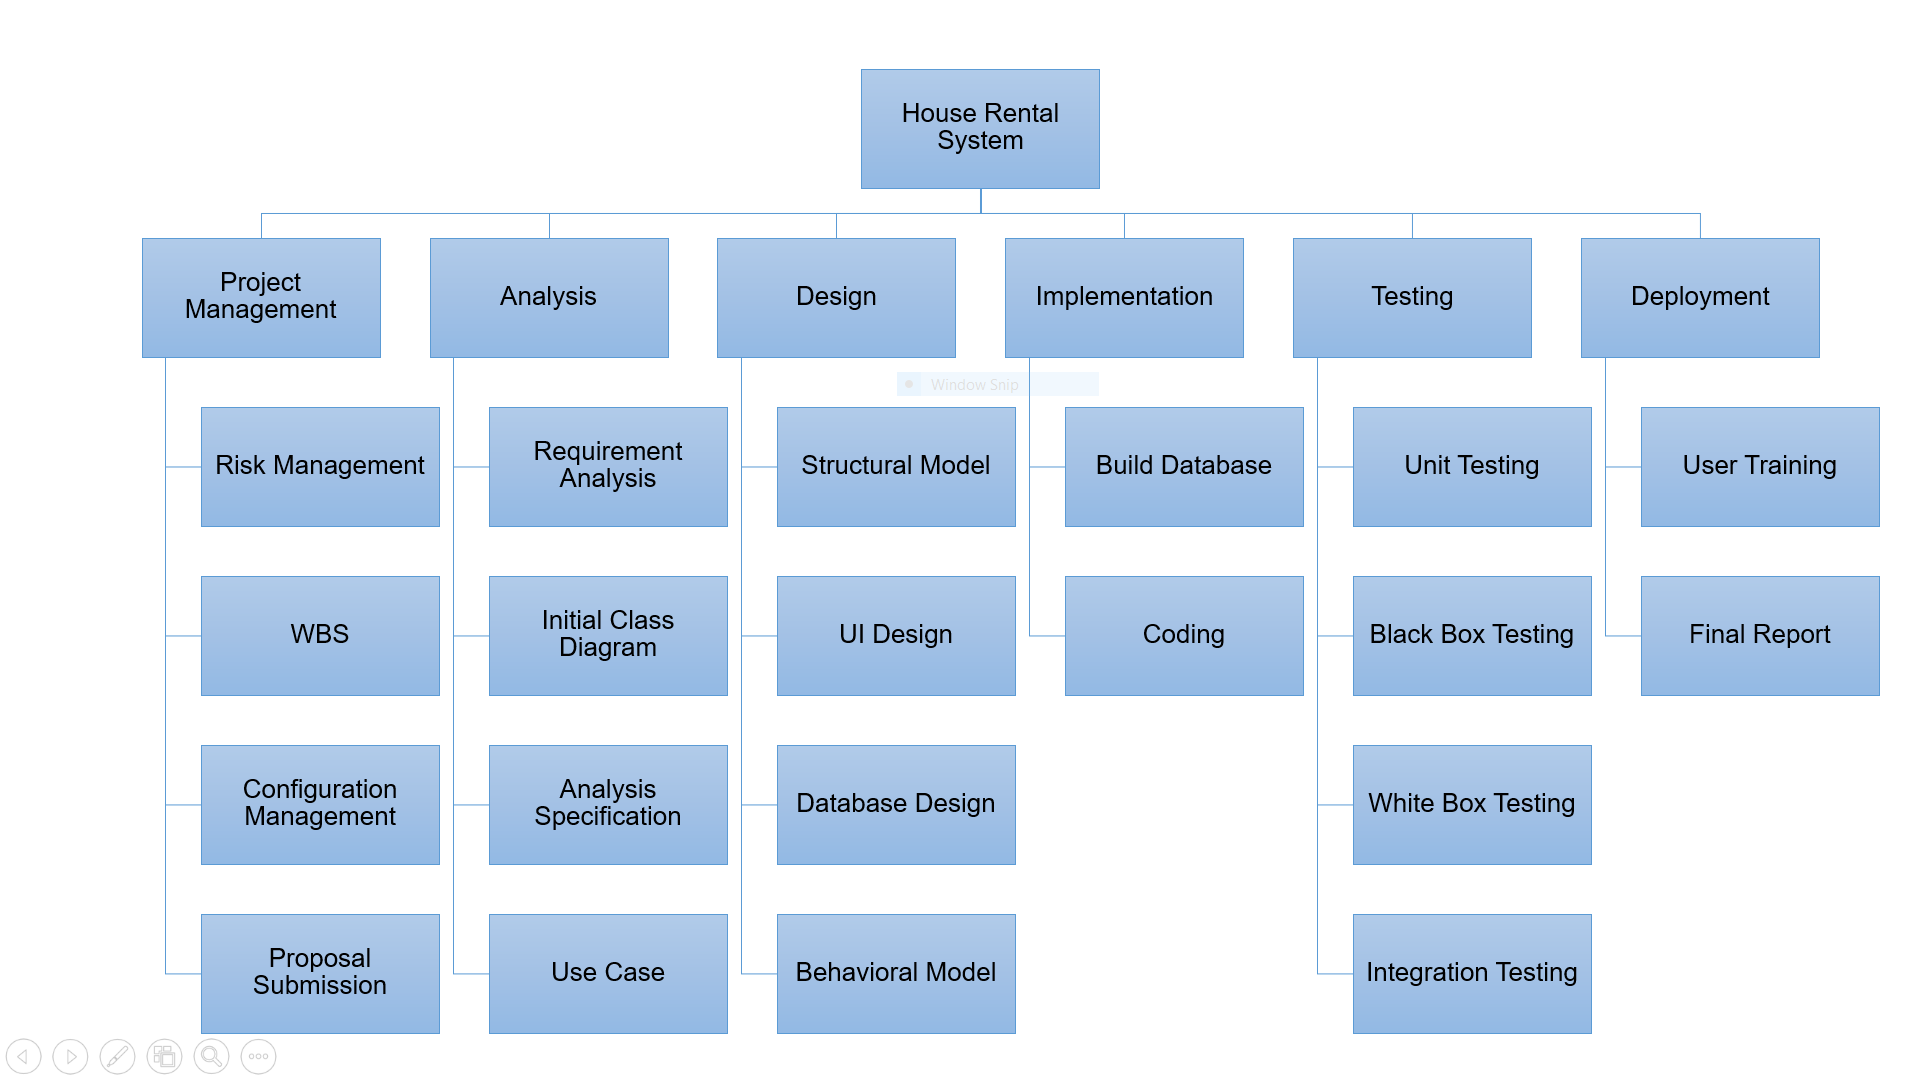 House Rental
System
Project
Management
Analysis
Design
Implementation
Testing
Deployment
Window Snip
Risk Management
Requirement
Analysis
Structural Model
Build Database
Unit Testing
User Training
WBS
Initial Class
Diagram
UI Design
Coding
Black Box Testing
Final Report
Configuration
Management
Analysis
Specification
Database Design
White Box Testing
Proposal
Submission
Use Case
Behavioral Model
Integration Testing